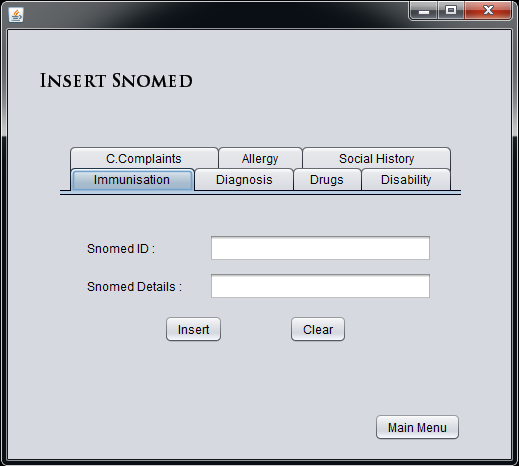 Insert Snomed
C.Complaints Allergy Social History
Immunisation Diagnosis Drugs Disability
Snomed ID :
Snomed Details :
Insert Clear
Main Menu